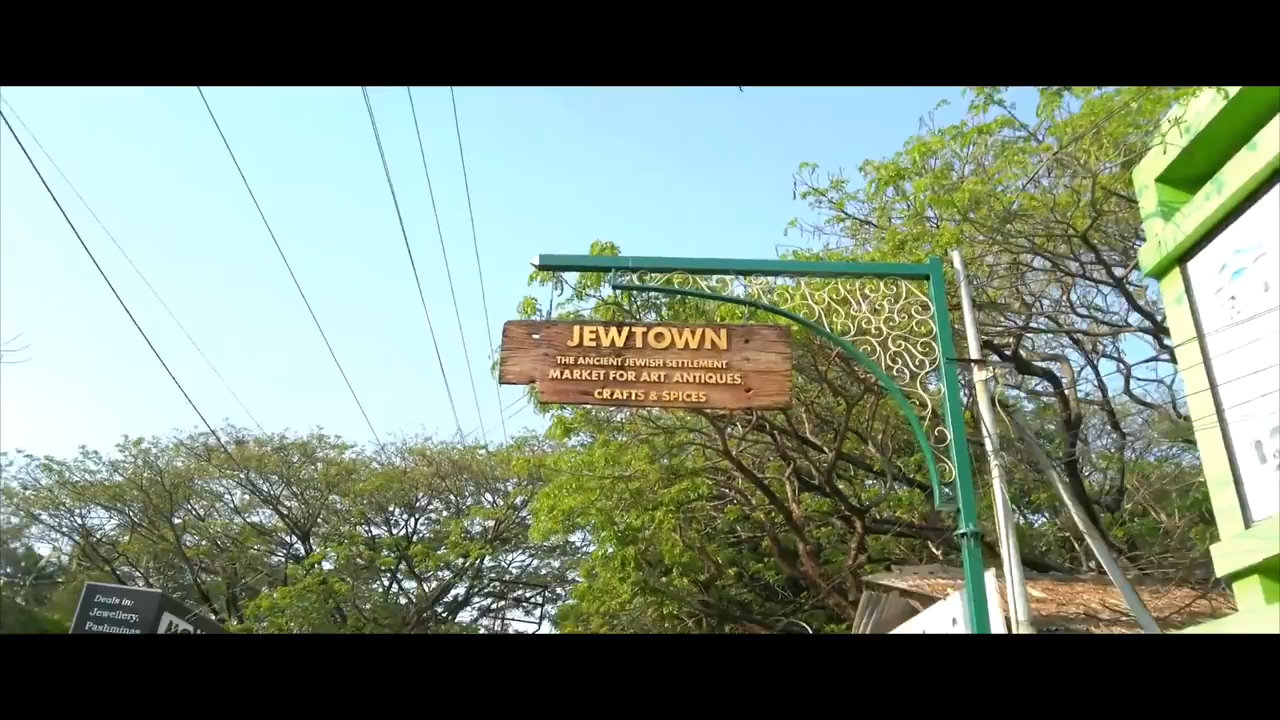 JEWTOWN
THE ANCIENT JEWISH SETTLEMENT
MARKET FOR ART, ANTIQUES,
CRAFTS & SPICES
Deals in:
Jewellery,
Pashminas